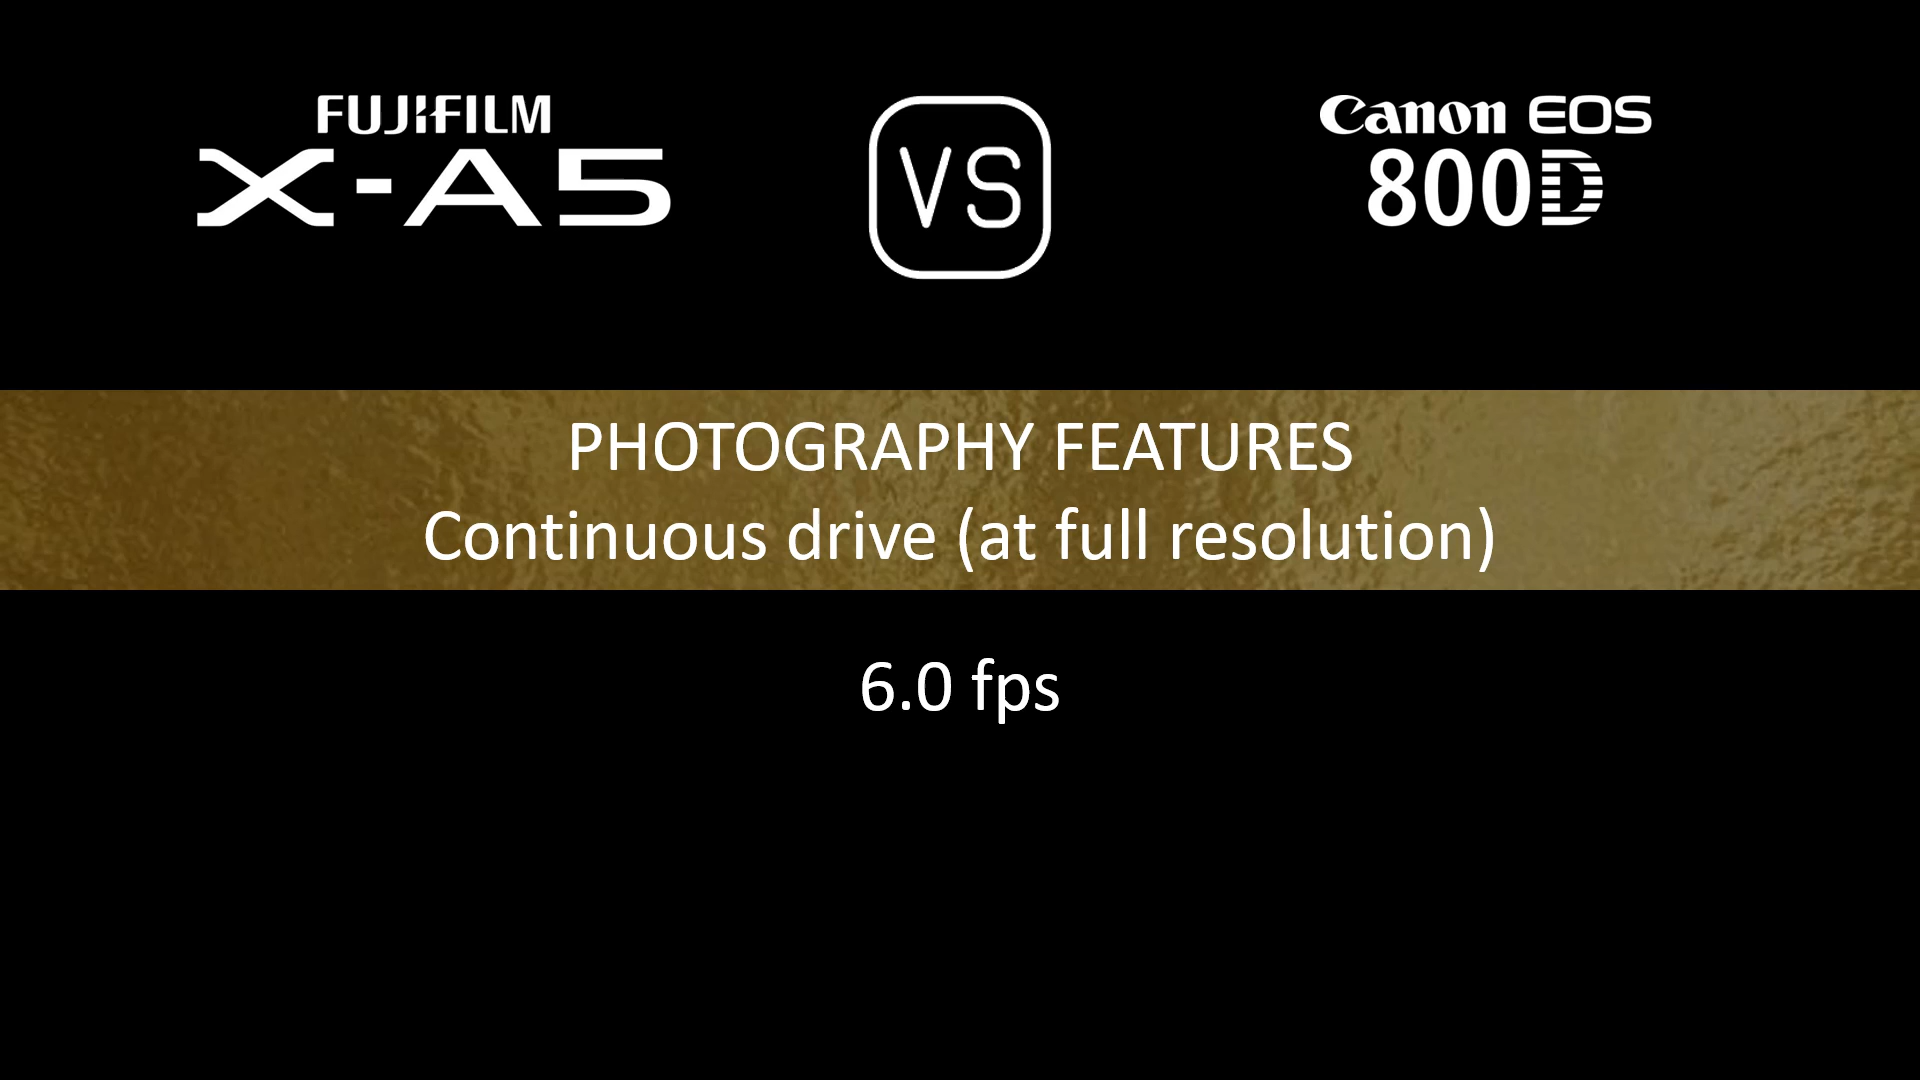 FUJIFILM
X-A5
VS
Canon EOS
800D
PHOTOGRAPHY FEATURES
Continuous drive (at full resolution)
6.0 fps